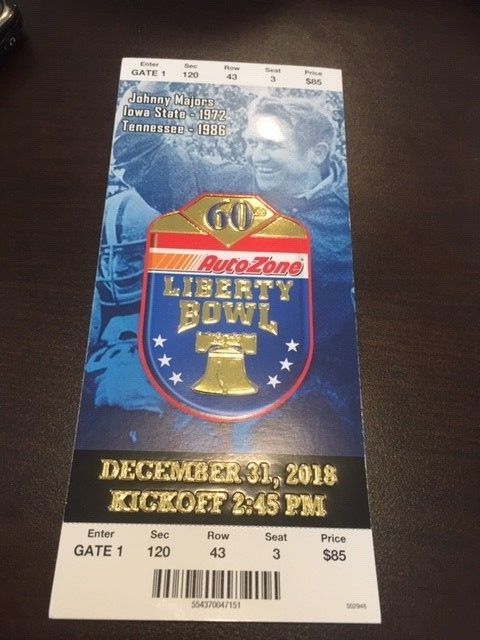 Enter Sec Row Seat Price
GATE 1 120 43 3 $85
Johnny Majors
Iowa State - 1972
Tennessee - 1986
60th
AutoZone
LIBERTY
BOWL
DECEMBER 31, 2018
KICKOFF 2:45 PM
Enter Sec Row Seat Price
GATE 1 120 43 3 $85
554370047151
002946